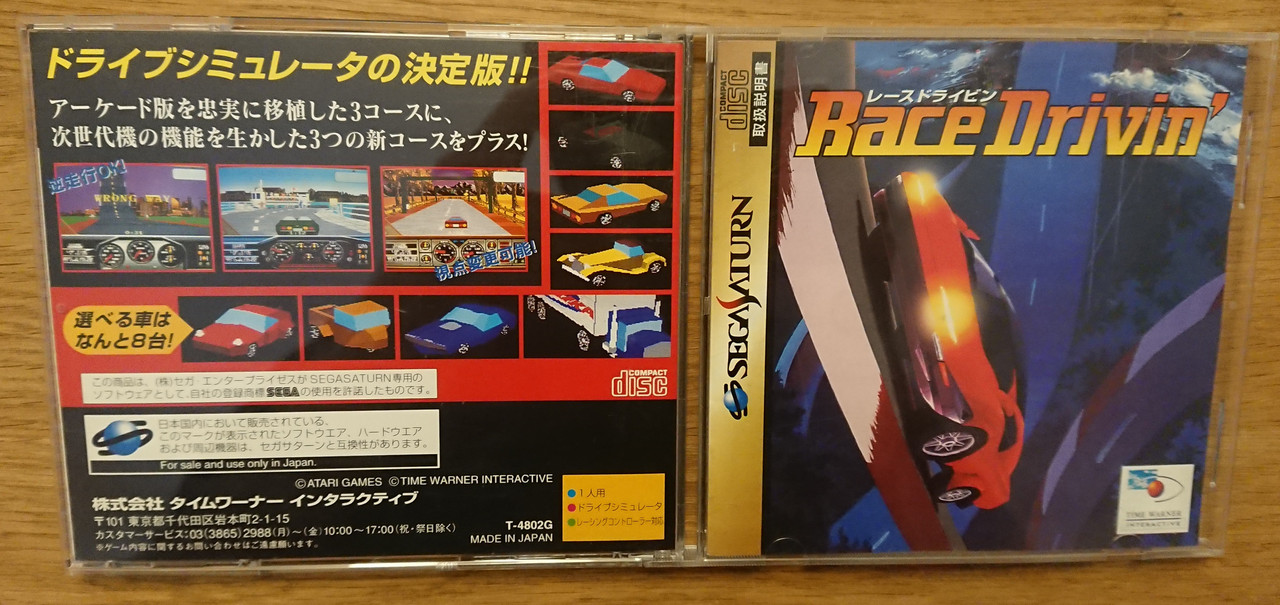 ドライブシミュレータの決定版!!
アーケード版を忠実に移植した3コースに、
次世代機の機能を生かした3つの新コースをプラス!
逆走行OK!
WRONG WAY
視点変更可能!
選べる車は
なんと8台!
この商品は、(株)セガ・エンタープライゼスがSEGASATURN専用の
ソフトウェアとして、自社の登録商標SEGAの使用を許諾したものです。
COMPACT
disc
日本国内において販売されている、
このマークが表示されたソフトウエア、ハードウエア
および周辺機器は、セガサターンと互換性があります。
For sale and use only in Japan.
©ATARI GAMES ©TIME WARNER INTERACTIVE
株式会社 タイムワーナー インタラクティブ
〒101 東京都千代田区岩本町2-1-15
カスタマーサービス:03(3865)2988(月)〜(金)10:00〜17:00(祝・祭日除く)
※ゲーム内容に関するお問い合わせはご遠慮願います。
T-4802G
MADE IN JAPAN
1人用
ドライブシミュレータ
レーシングコントローラー対応
COMPACT
disc
取扱説明書
SEGASATURN
レースドライビン
Race Drivin'
TIME WARNER
INTERACTIVE